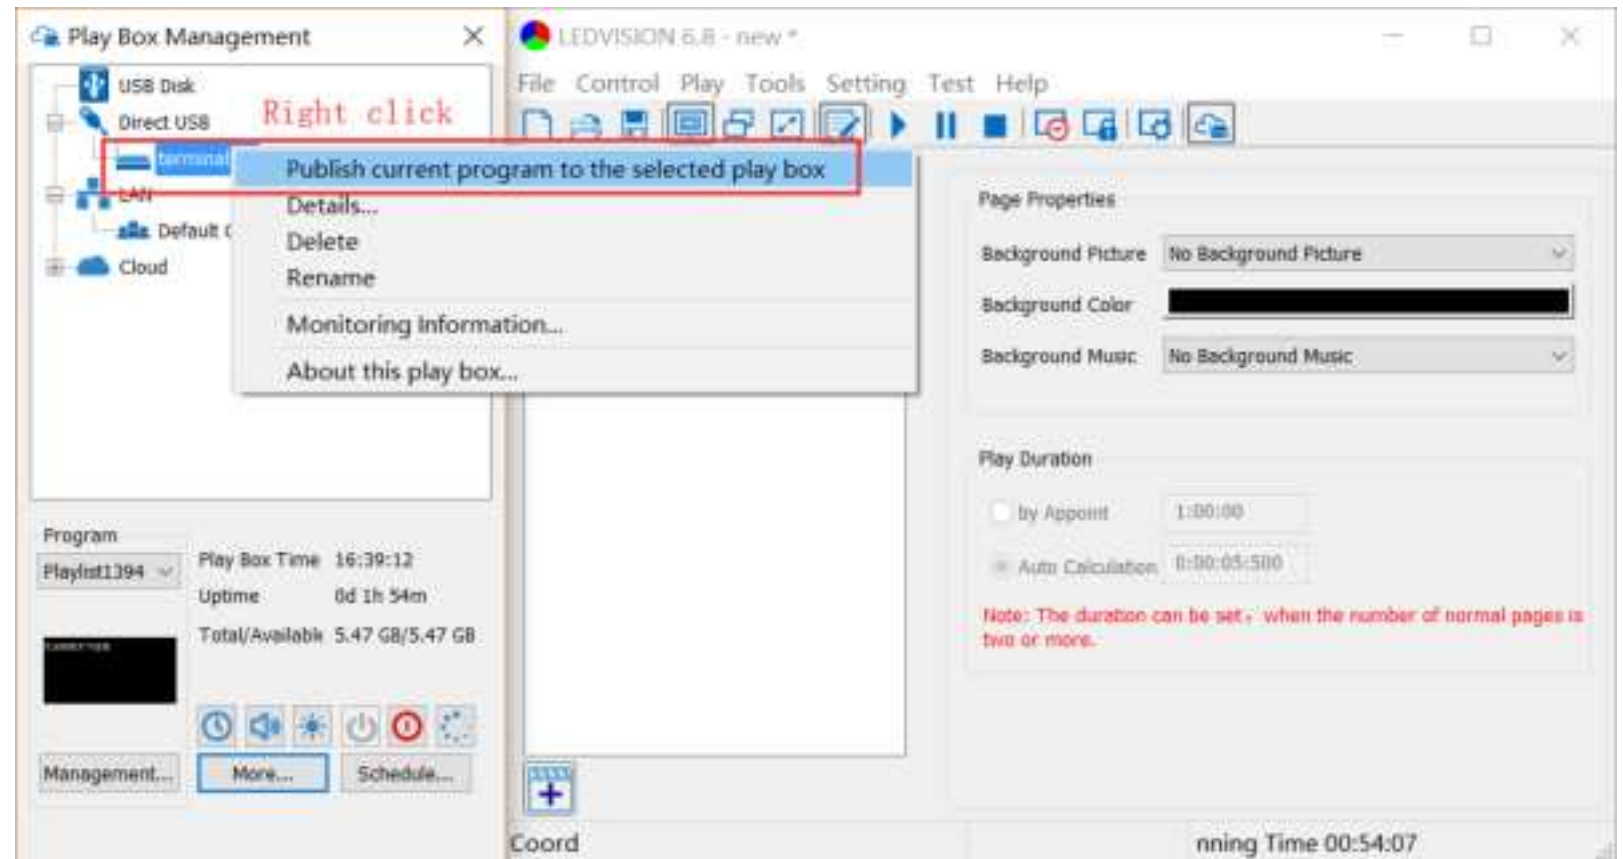 Play Box Management
USB Disk
Direct USB
Right click
terminal
LAN
Default
Cloud
Publish current program to the selected play box
Details...
Delete
Rename
Monitoring Information...
About this play box...
Program
Playlist1394
Play Box Time 16:39:12
Uptime 0d 1h 54m
Total/Availabl 5.47 GB/5.47 GB
Management...
More...
Schedule...
LEDVISION 6.8 - new *
File Control Play Tools Setting Test Help
Page Properties
Background Picture No Background Picture
Background Color
Background Music No Background Music
Play Duration
by Appoint 1:00:00
Auto Calculation 0:00:05:500
Note: The duration can be set, when the number of normal pages is
two or more.
Coord
nning Time 00:54:07